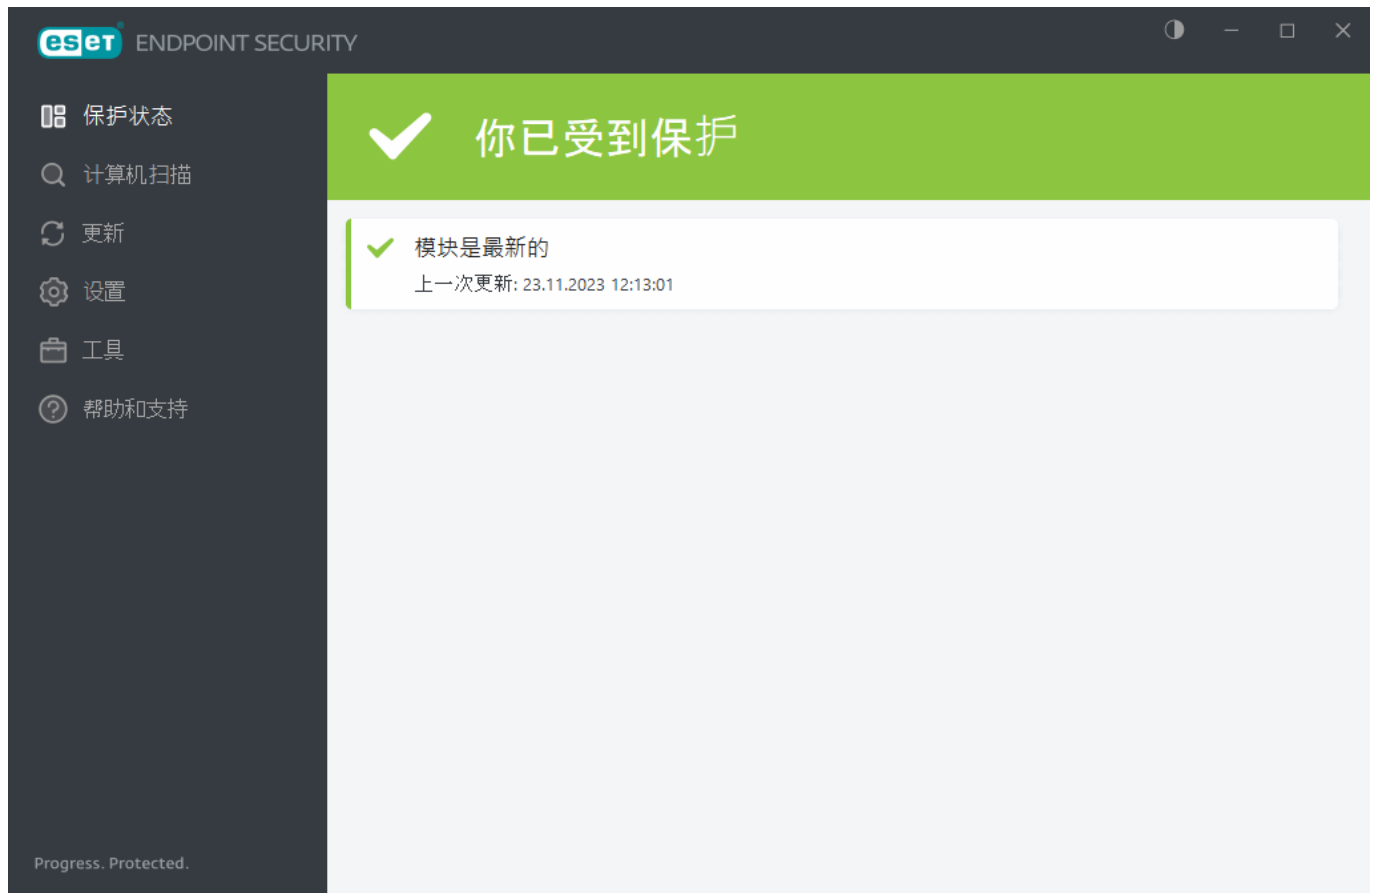 eset ENDPOINT SECURITY
保护状态
计算机扫描
更新
设置
工具
帮助和支持
Progress. Protected.
你已受到保护
模块是最新的
上一次更新: 23.11.2023 12:13:01